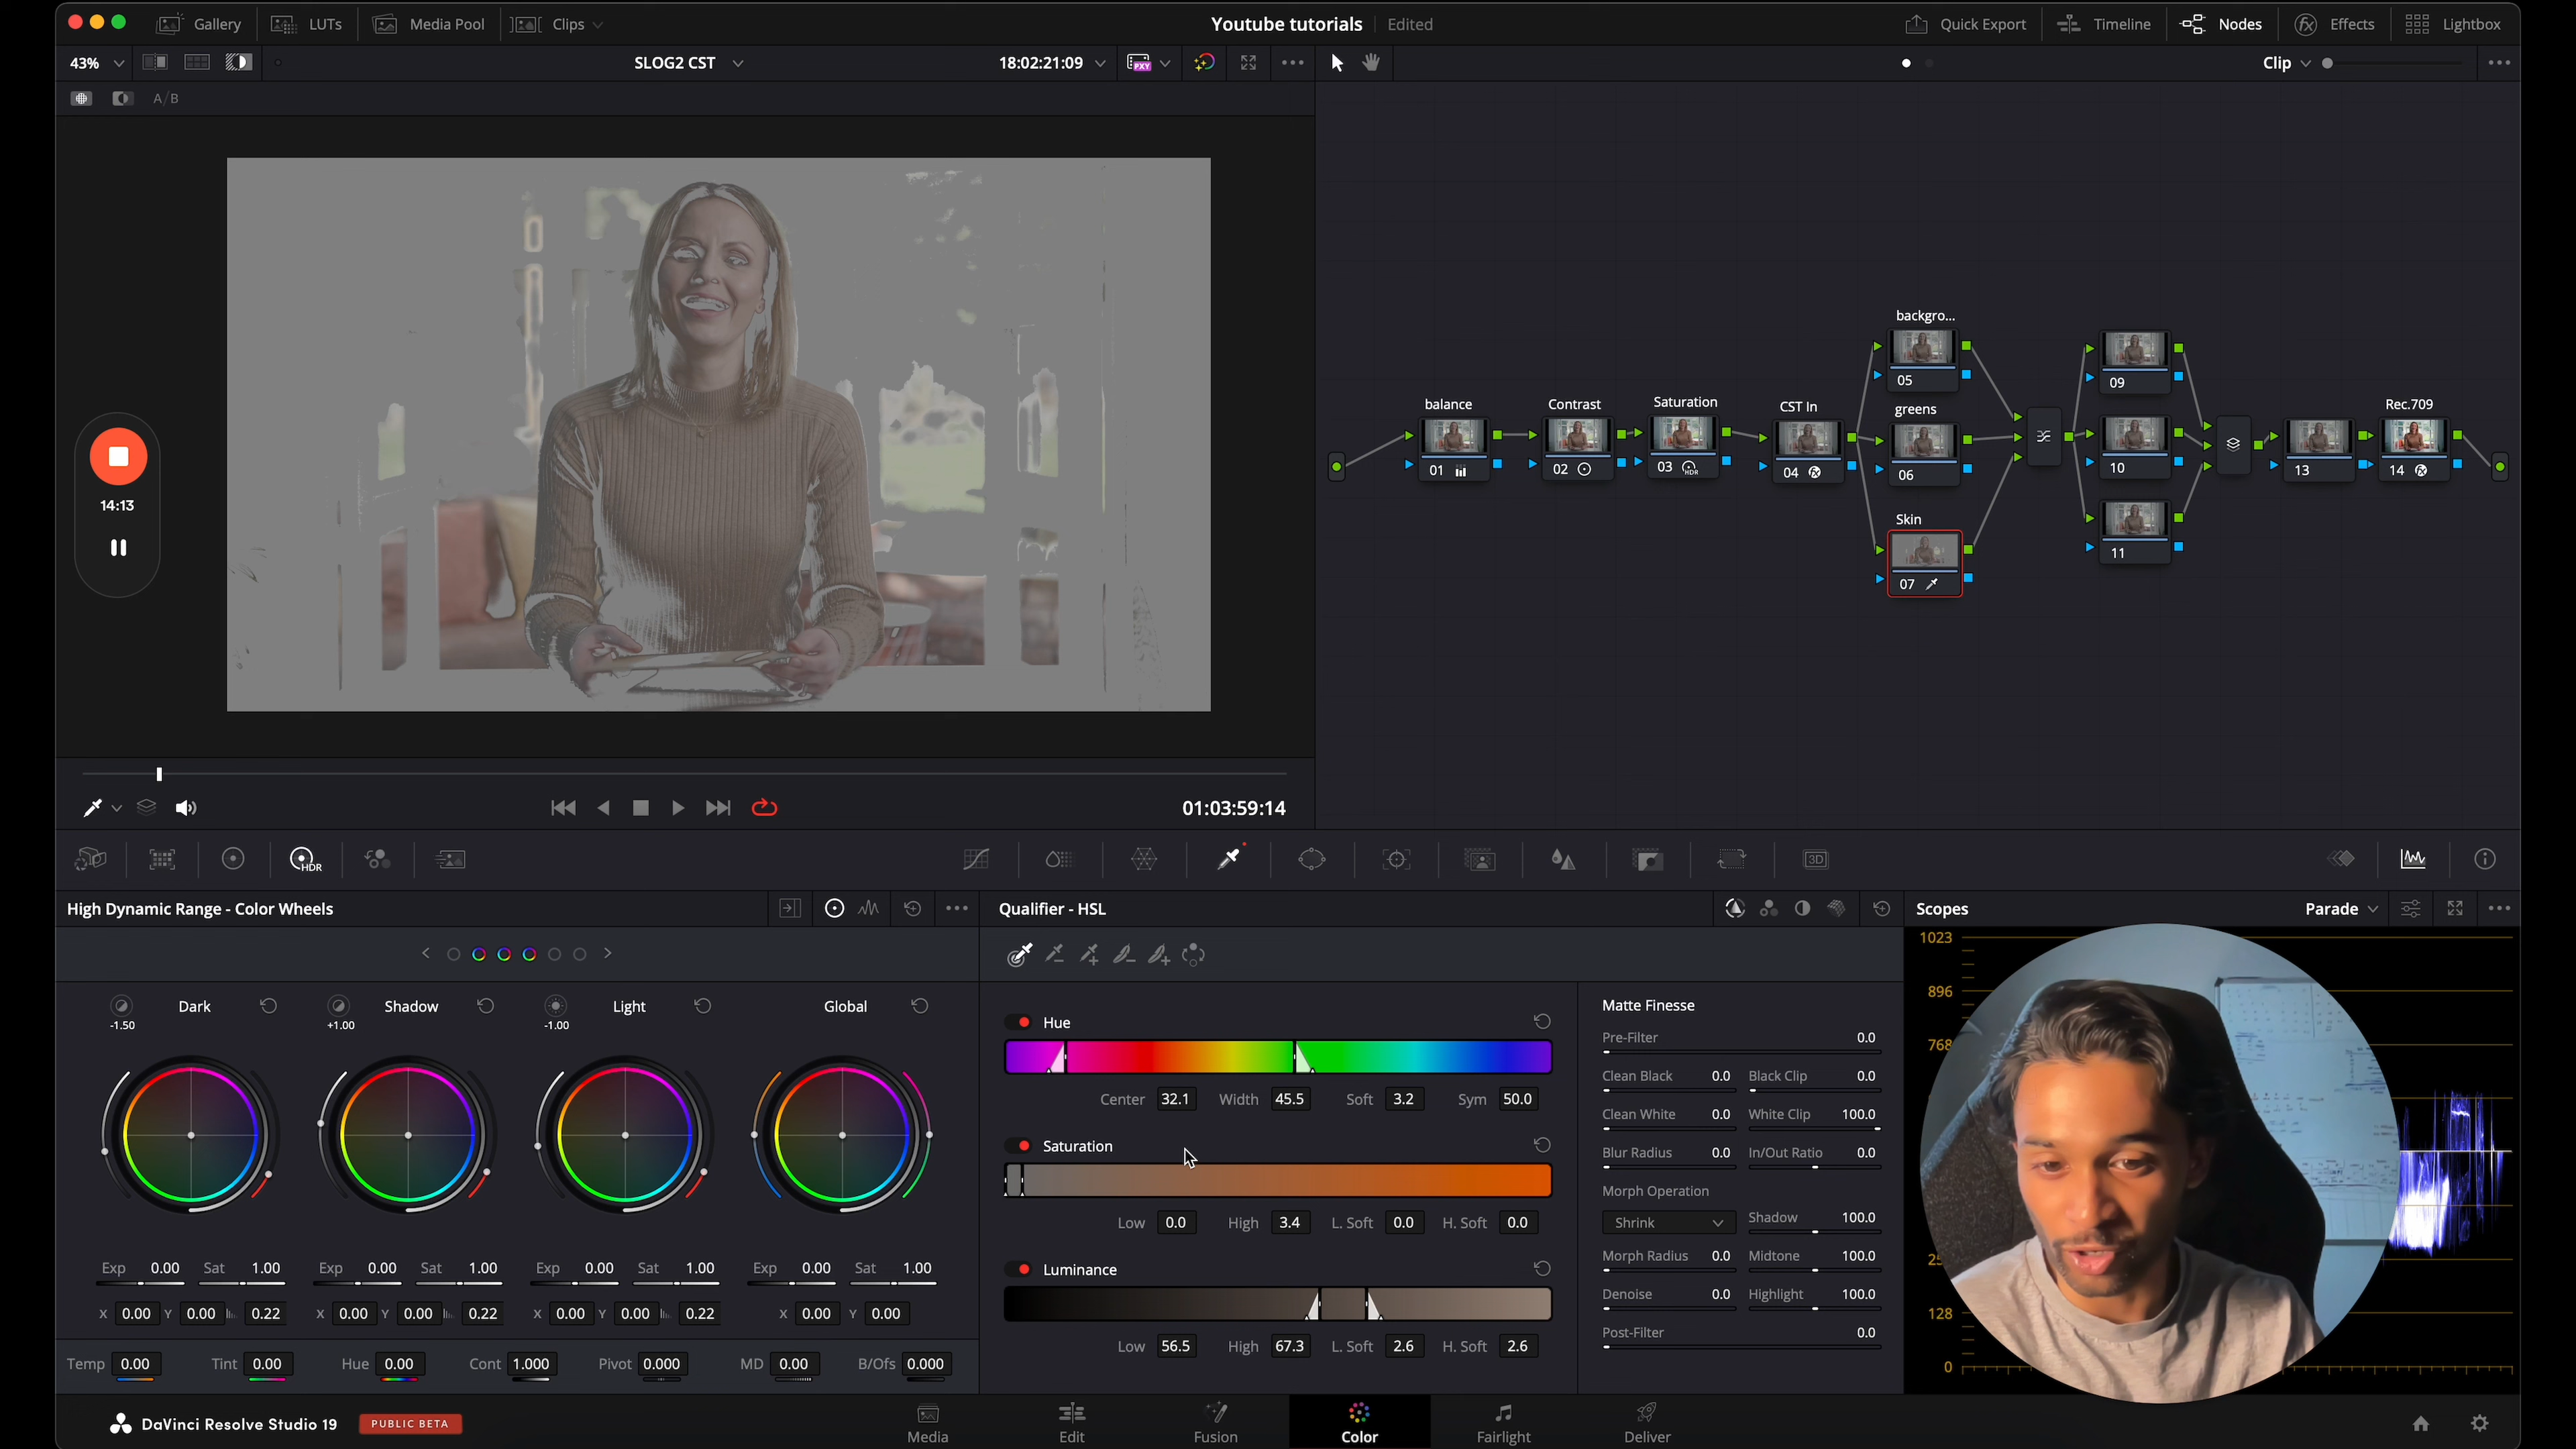 Gallery LUTs Media Pool Clips Youtube tutorials Edited Quick Export Timeline Nodes Effects Lightbox
43% SLOG2 CST 18:02:21:09 PXY Clip
A/B
backgro...
05
balance Contrast Saturation CST In greens Rec.709
01 02 03 HDR 04 fx 06 09 10 11 13 14 fx
Skin
07
14:13
01:03:59:14
HDR 3D
High Dynamic Range - Color Wheels Qualifier - HSL Scopes Parade
Dark Shadow Light Global
-1.50 +1.00 -1.00
Exp 0.00 Sat 1.00 Exp 0.00 Sat 1.00 Exp 0.00 Sat 1.00 Exp 0.00 Sat 1.00
X 0.00 Y 0.00 0.22 X 0.00 Y 0.00 0.22 X 0.00 Y 0.00 0.22 X 0.00 Y 0.00
Temp 0.00 Tint 0.00 Hue 0.00 Cont 1.000 Pivot 0.000 MD 0.00 B/Ofs 0.000
Hue
Center 32.1 Width 45.5 Soft 3.2 Sym 50.0
Saturation
Low 0.0 High 3.4 L. Soft 0.0 H. Soft 0.0
Luminance
Low 56.5 High 67.3 L. Soft 2.6 H. Soft 2.6
Matte Finesse
Pre-Filter 0.0
Clean Black 0.0 Black Clip 0.0
Clean White 0.0 White Clip 100.0
Blur Radius 0.0 In/Out Ratio 0.0
Morph Operation
Shrink Shadow 100.0
Morph Radius 0.0 Midtone 100.0
Denoise 0.0 Highlight 100.0
Post-Filter 0.0
1023
896
768
128
0
DaVinci Resolve Studio 19 PUBLIC BETA Media Edit Fusion Color Fairlight Deliver